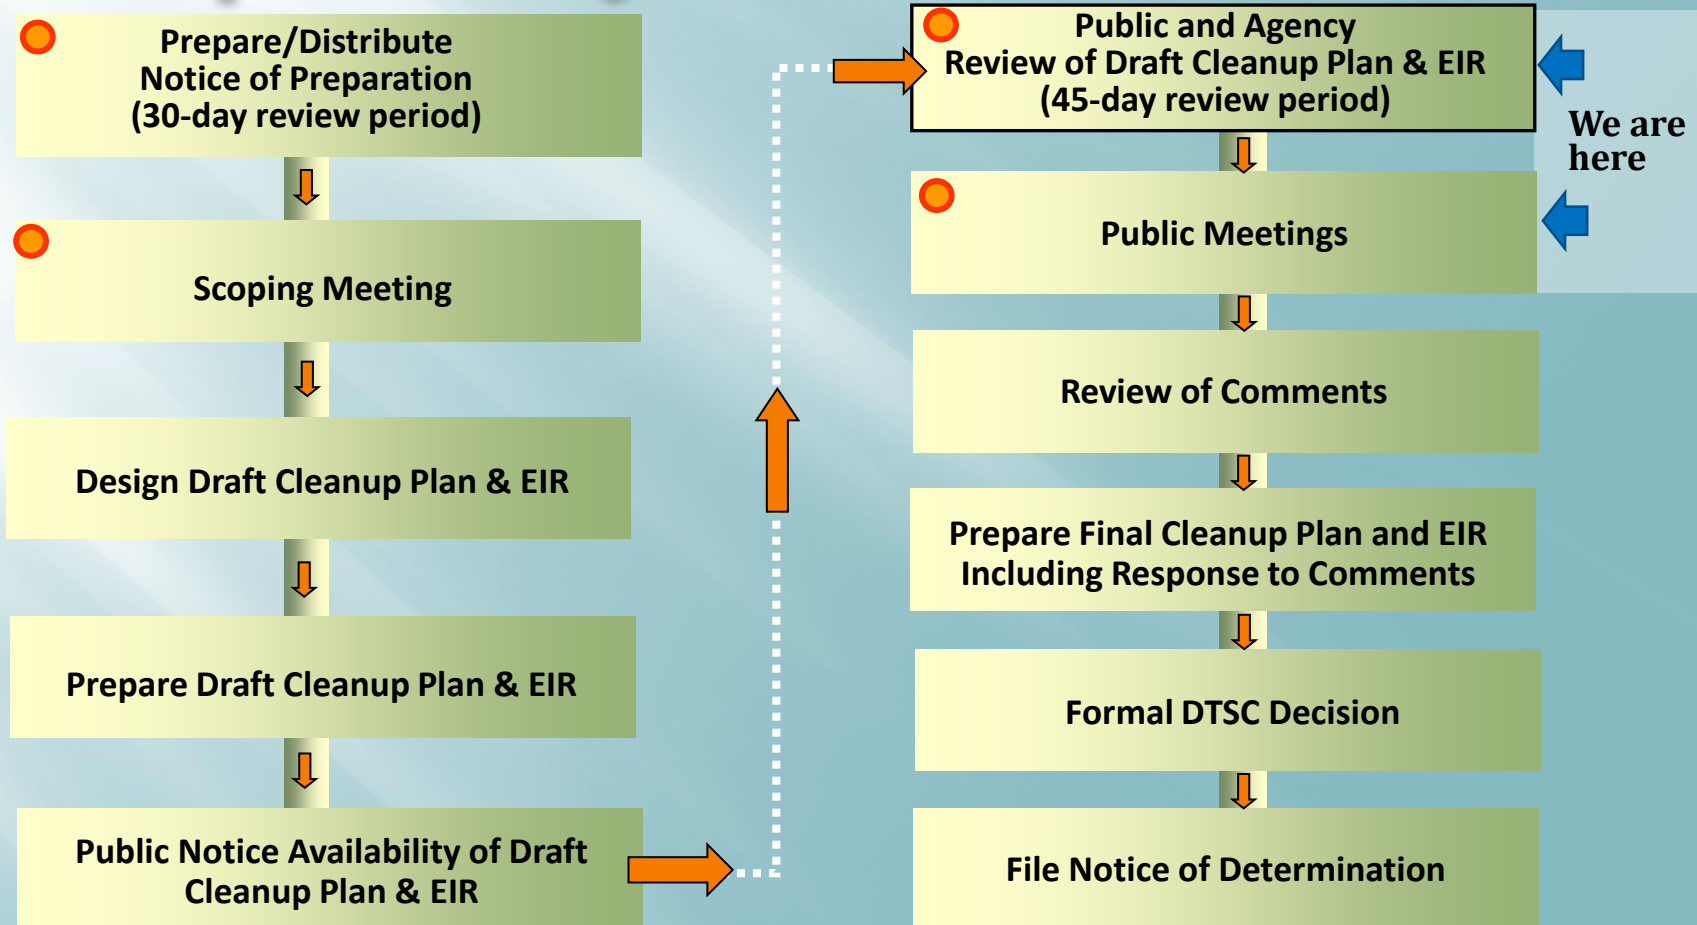 Prepare/Distribute
Notice of Preparation
(30-day review period)
Scoping Meeting
Design Draft Cleanup Plan & EIR
Prepare Draft Cleanup Plan & EIR
Public Notice Availability of Draft
Cleanup Plan & EIR
Public and Agency
Review of Draft Cleanup Plan & EIR
(45-day review period)
We are
here
Public Meetings
Review of Comments
Prepare Final Cleanup Plan and EIR
Including Response to Comments
Formal DTSC Decision
File Notice of Determination